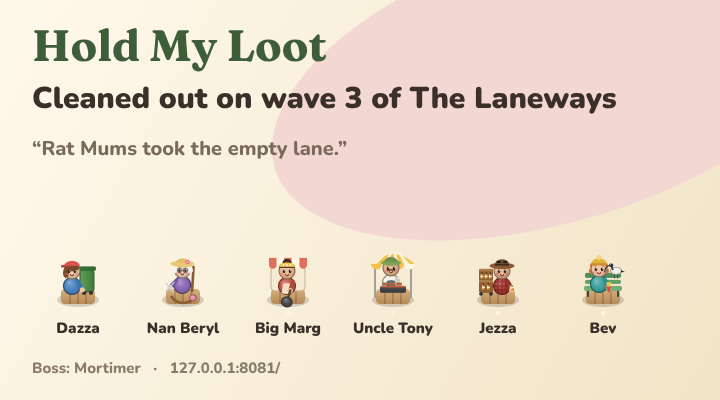 Hold My Loot
Cleaned out on wave 3 of The Laneways
“Rat Mums took the empty lane.”
Dazza Nan Beryl Big Marg Uncle Tony Jezza Bev
Boss: Mortimer · 127.0.0.1:8081/